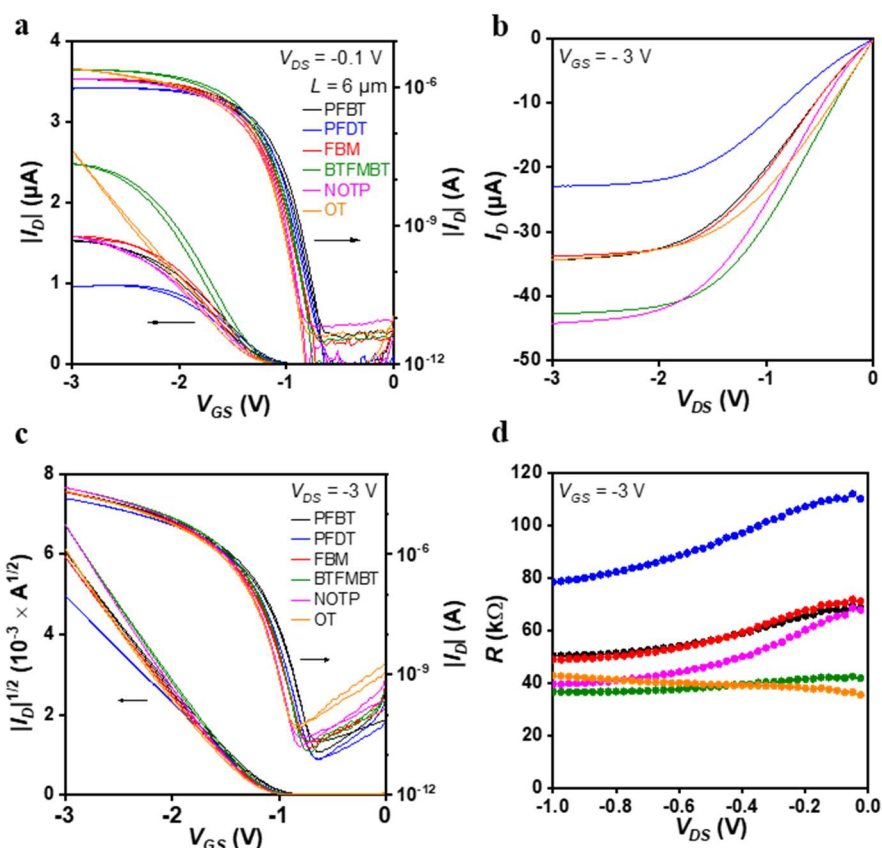 a
V_DS = -0.1 V
L = 6 μm
PFBT
PFDT
FBM
BTFMBT
NOTP
OT
|I_D| (μA)
4
3
2
1
0
|I_D| (A)
10^-6
10^-9
10^-12
-3 -2 -1 0
V_GS (V)
b
V_GS = - 3 V
I_D (μA)
0
-10
-20
-30
-40
-50
-3 -2 -1 0
V_DS (V)
c
V_DS = -3 V
PFBT
PFDT
FBM
BTFMBT
NOTP
OT
|I_D|^1/2 (10^-3 × A^1/2)
8
6
4
2
0
|I_D| (A)
10^-6
10^-9
10^-12
-3 -2 -1 0
V_GS (V)
d
V_GS = -3 V
R (kΩ)
120
100
80
60
40
20
0
-1.0 -0.8 -0.6 -0.4 -0.2 0.0
V_DS (V)